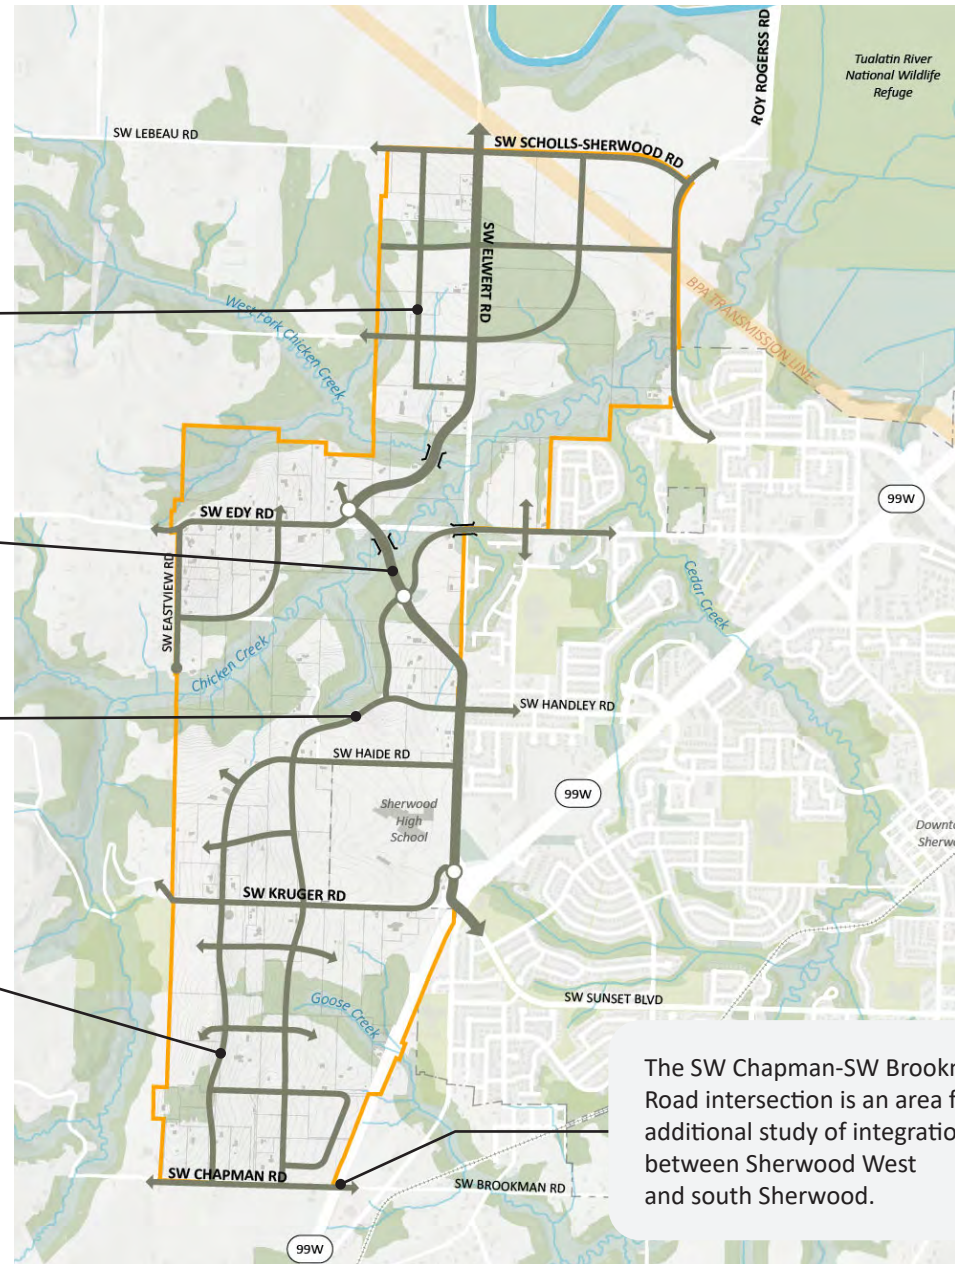 ROY ROGERSS RD
Tualatin River
National Wildlife
Refuge
SW LEBEAU RD
SW SCHOLLS-SHERWOOD RD
SW ELWERT RD
BPA TRANSMISSION LINE
West Fork Chicken Creek
99W
SW EDY RD
SW EASTVIEW RD
Cedar Creek
Chicken Creek
SW HANDLEY RD
SW HAIDE RD
99W
Sherwood
High
School
Downto
Sherwo
SW KRUGER RD
Goose Creek
SW SUNSET BLVD
The SW Chapman-SW Brookm
Road intersection is an area f
additional study of integratio
between Sherwood West
and south Sherwood.
SW CHAPMAN RD
SW BROOKMAN RD
99W